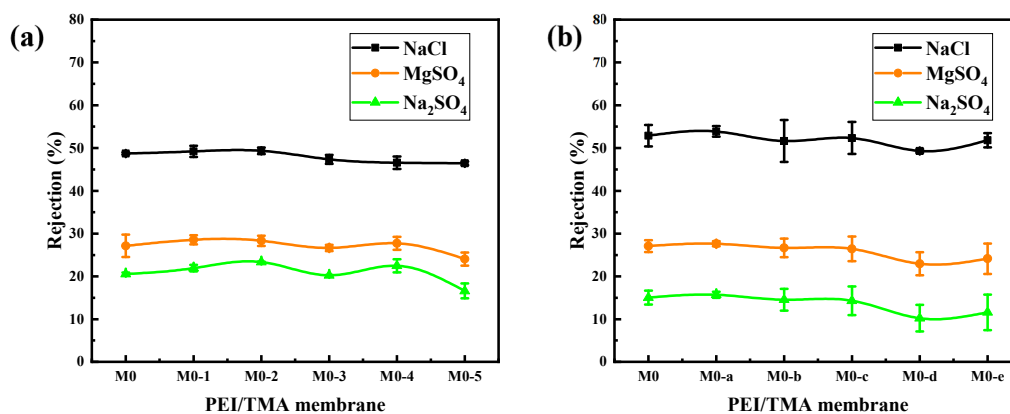 (a)
80
70
60
50
40
30
20
10
0
Rejection (%)
NaCl
MgSO₄
Na₂SO₄
M0 M0-1 M0-2 M0-3 M0-4 M0-5
PEI/TMA membrane
(b)
80
70
60
50
40
30
20
10
0
Rejection (%)
NaCl
MgSO₄
Na₂SO₄
M0 M0-a M0-b M0-c M0-d M0-e
PEI/TMA membrane